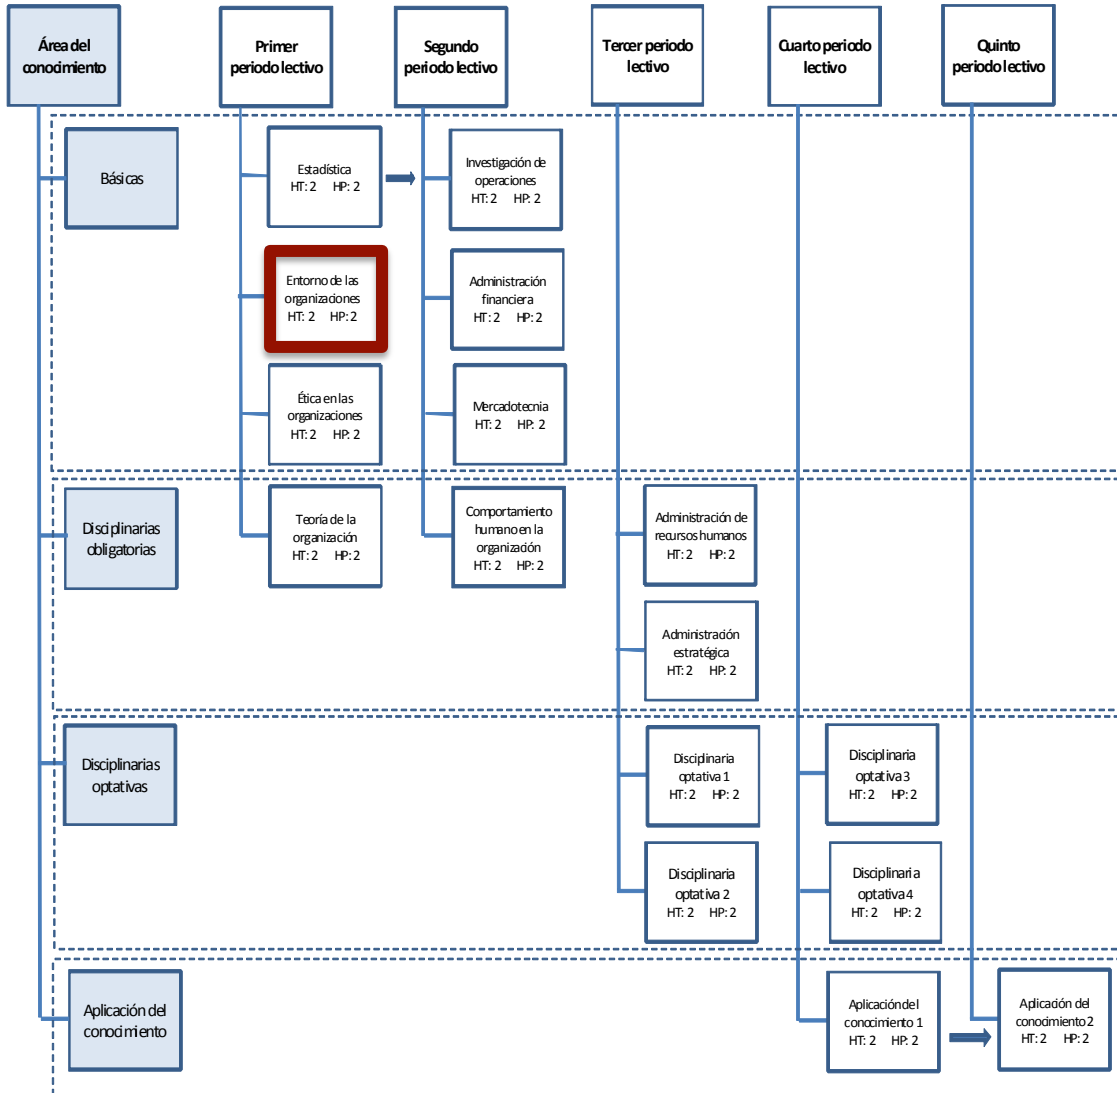 Área del
conocimiento
Primer
periodo lectivo
Segundo
periodo lectivo
Tercer periodo
lectivo
Cuarto periodo
lectivo
Quinto
periodo lectivo
Básicas
Estadística
HT: 2 HP: 2
Investigación de
operaciones
HT: 2 HP: 2
Entorno de las
organizaciones
HT: 2 HP: 2
Administración
financiera
HT: 2 HP: 2
Ética en las
organizaciones
HT: 2 HP: 2
Mercadotecnia
HT: 2 HP: 2
Disciplinarias
obligatorias
Teoría de la
organización
HT: 2 HP: 2
Comportamiento
humano en la
organización
HT: 2 HP: 2
Administración de
recursos humanos
HT: 2 HP: 2
Administración
estratégica
HT: 2 HP: 2
Disciplinarias
optativas
Disciplinaria
optativa 1
HT: 2 HP: 2
Disciplinaria
optativa 3
HT: 2 HP: 2
Disciplinaria
optativa 2
HT: 2 HP: 2
Disciplinaria
optativa 4
HT: 2 HP: 2
Aplicación del
conocimiento
Aplicación del
conocimiento 1
HT: 2 HP: 2
Aplicación del
conocimiento 2
HT: 2 HP: 2